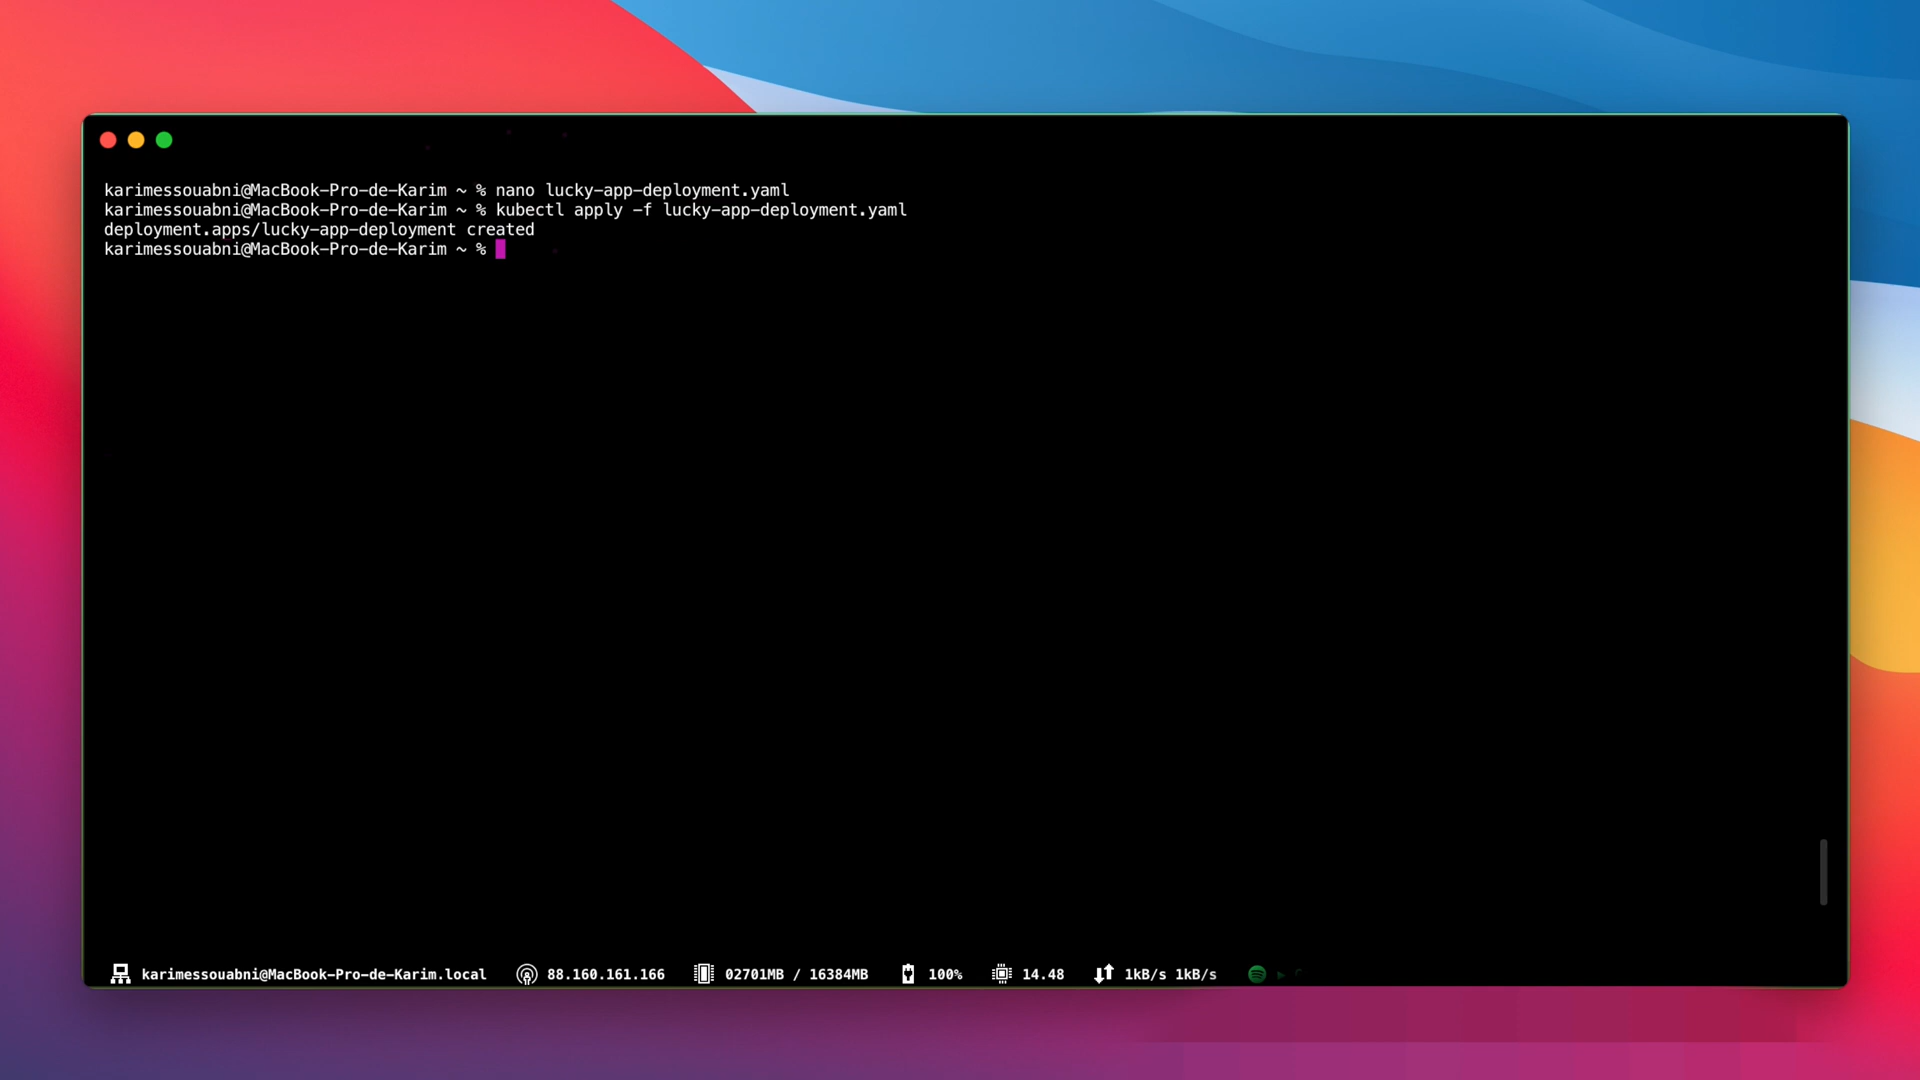 karimessouabni@MacBook-Pro-de-Karim ~ % nano lucky-app-deployment.yaml
karimessouabni@MacBook-Pro-de-Karim ~ % kubectl apply -f lucky-app-deployment.yaml
deployment.apps/lucky-app-deployment created
karimessouabni@MacBook-Pro-de-Karim ~ %
karimessouabni@MacBook-Pro-de-Karim.local 88.160.161.166 02701MB / 16384MB 100% 14.48 1kB/s 1kB/s